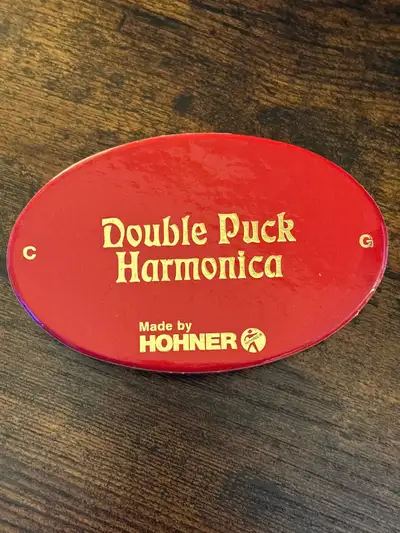 Double Puck
Harmonica
C
G
Made by
HOHNER